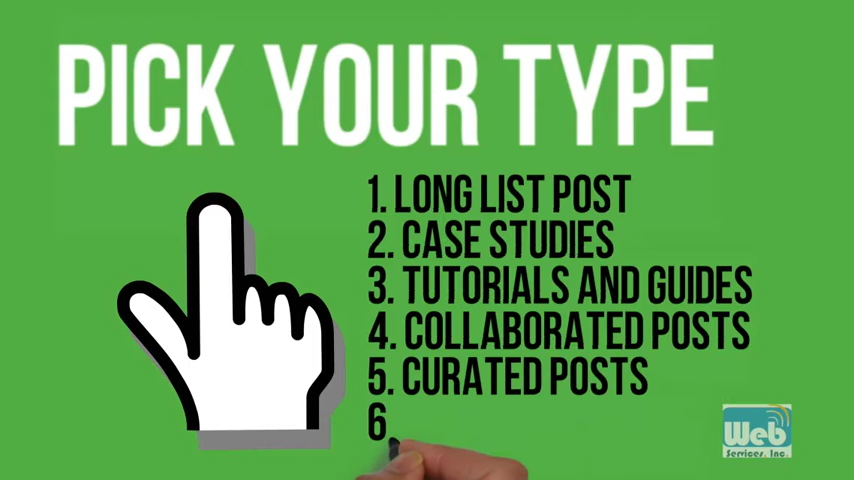 PICK YOUR TYPE
1. LONG LIST POST
2. CASE STUDIES
3. TUTORIALS AND GUIDES
4. COLLABORATED POSTS
5. CURATED POSTS
6
Web
Services, Inc.